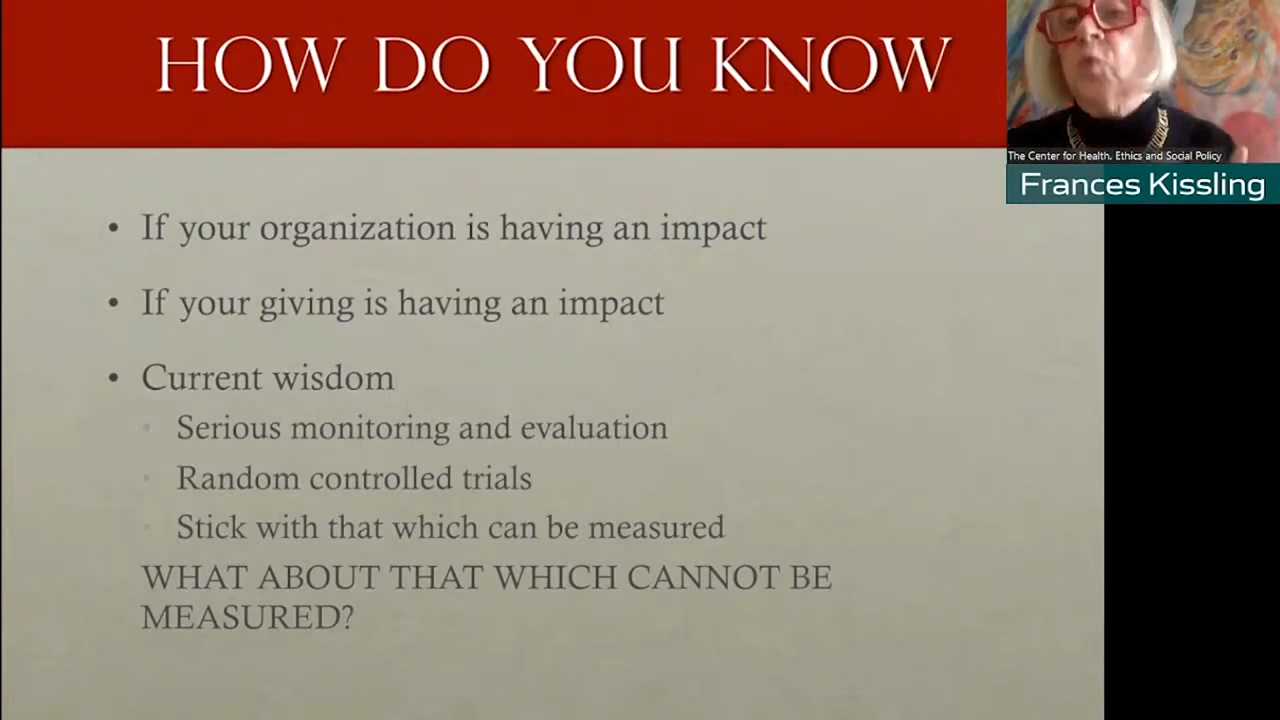 HOW DO YOU KNOW
The Center for Health, Ethics and Social Policy
Frances Kissling
• If your organization is having an impact
• If your giving is having an impact
• Current wisdom
• Serious monitoring and evaluation
• Random controlled trials
• Stick with that which can be measured
WHAT ABOUT THAT WHICH CANNOT BE
MEASURED?